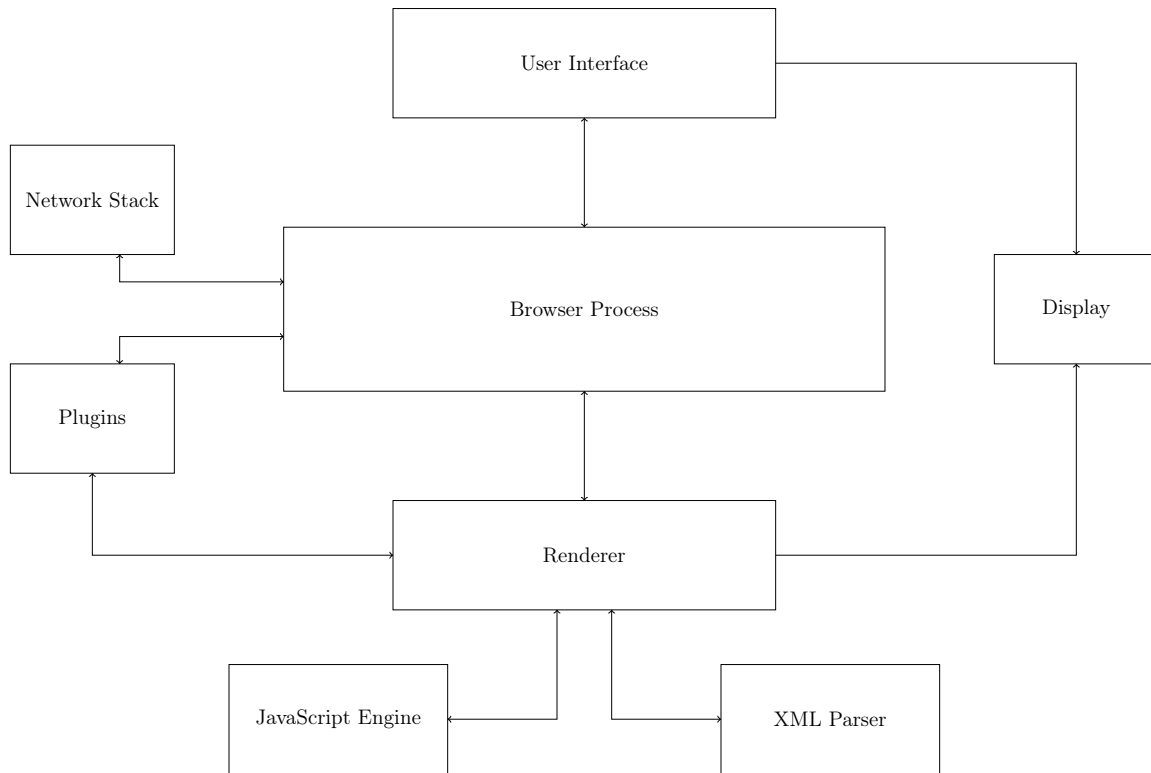 User Interface
Network Stack
Browser Process
Display
Plugins
Renderer
JavaScript Engine
XML Parser